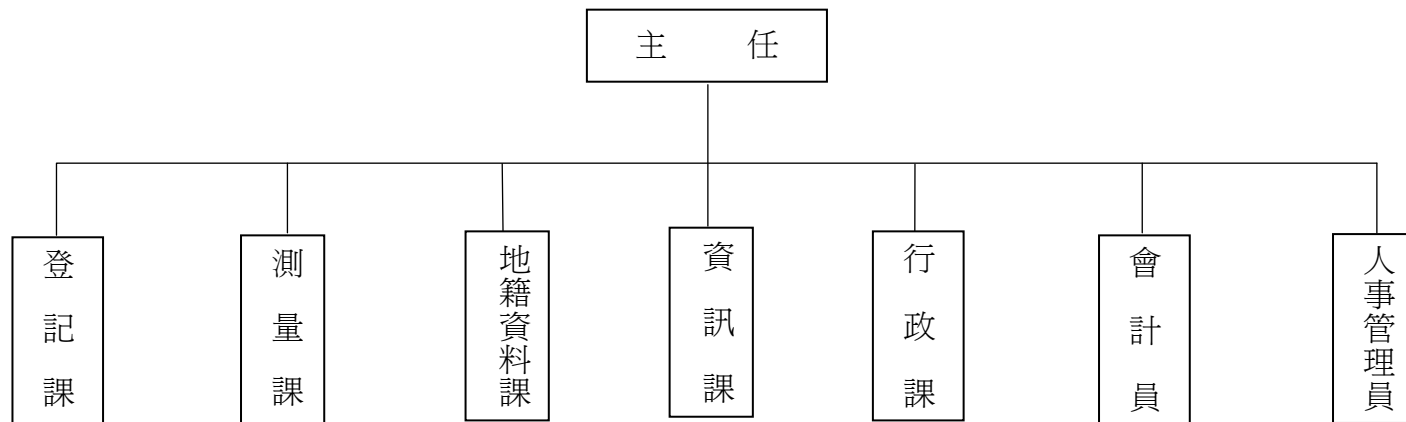 主 任
登記課
測量課
地籍資料課
資訊課
行政課
會計員
人事管理員